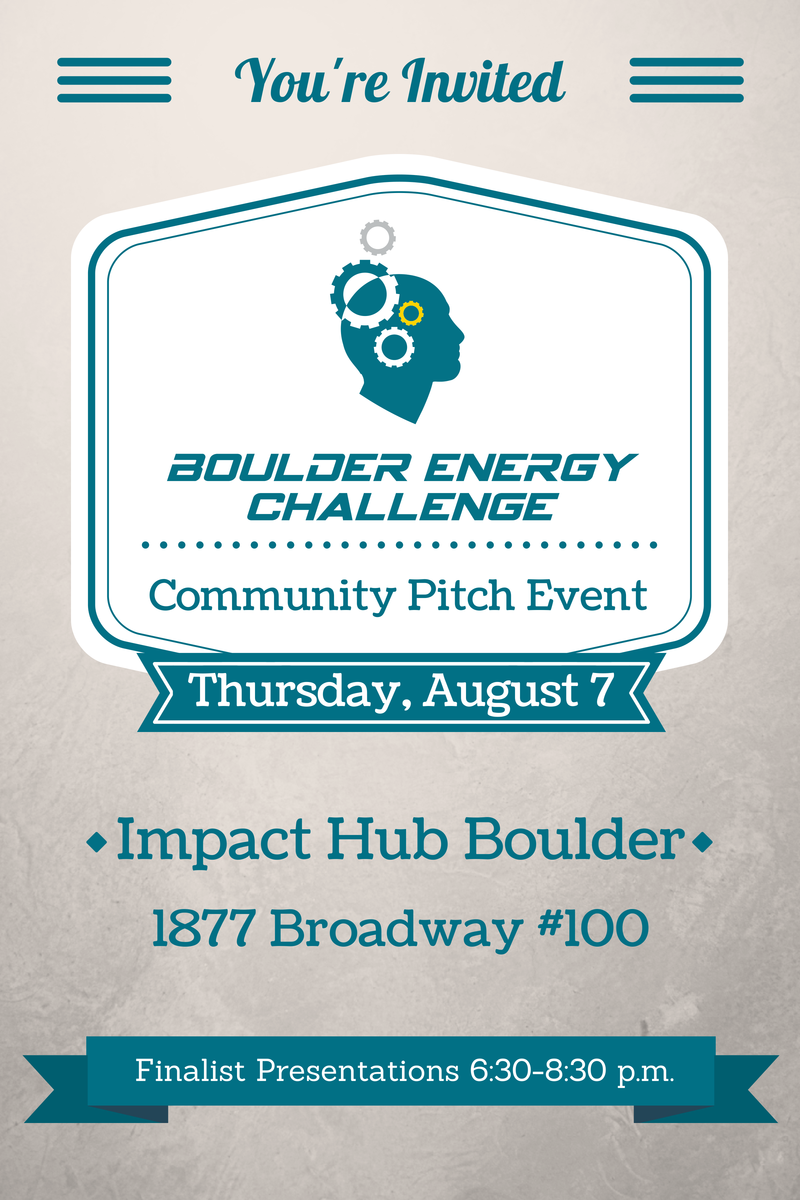 You're Invited
BOULDER ENERGY
CHALLENGE
Community Pitch Event
Thursday, August 7
Impact Hub Boulder
1877 Broadway #100
Finalist Presentations 6:30-8:30 p.m.